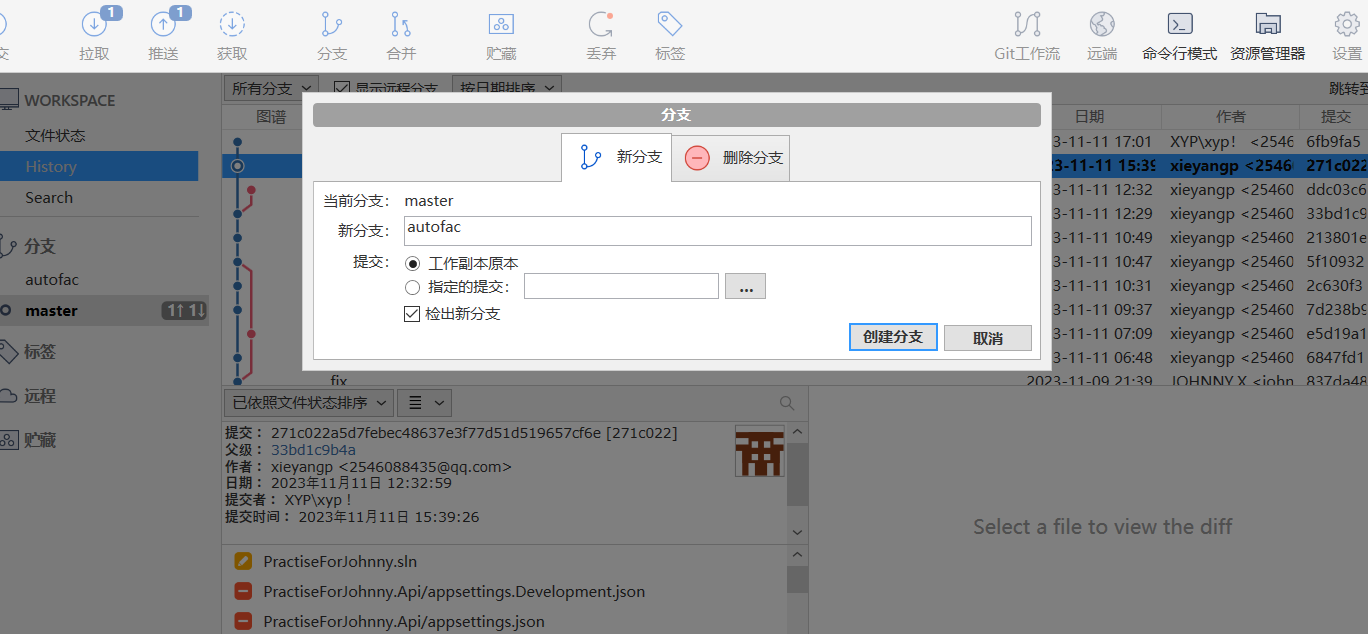 交 拉取 1 推送 1 获取 分支 合并 贮藏 丢弃 标签 Git工作流 远端 命令行模式 资源管理器 设置
WORKSPACE
文件状态
History
Search
分支
autofac
master 1↑ 1↓
标签
远程
贮藏
所有分支 显示远程分支 按日期排序 跳转到
图谱 日期 作者 提交
分支
新分支 删除分支
当前分支: master
新分支: autofac
提交: 工作副本原本
指定的提交: ...
检出新分支
创建分支 取消
3-11-11 17:01 XYP\xyp! <2546 6fb9fa5
3-11-11 15:39 xieyangp <2546 271c022
3-11-11 12:32 xieyangp <25460 ddc03c6
3-11-11 12:29 xieyangp <25460 33bd1c9
3-11-11 10:49 xieyangp <25460 213801e
3-11-11 10:47 xieyangp <25460 5f10932
3-11-11 10:31 xieyangp <25460 2c630f3
3-11-11 09:37 xieyangp <25460 7d238b9
3-11-11 07:09 xieyangp <25460 e5d19a1
3-11-11 06:48 xieyangp <25460 6847fd1
fix 2023-11-09 21:39 JOHNNY.X <john 837da48
已依照文件状态排序
提交: 271c022a5d7febec48637e3f77d51d519657cf6e [271c022]
父级: 33bd1c9b4a
作者: xieyangp <2546088435@qq.com>
日期: 2023年11月11日 12:32:59
提交者: XYP\xyp!
提交时间: 2023年11月11日 15:39:26
PractiseForJohnny.sln
PractiseForJohnny.Api/appsettings.Development.json
PractiseForJohnny.Api/appsettings.json
Select a file to view the diff